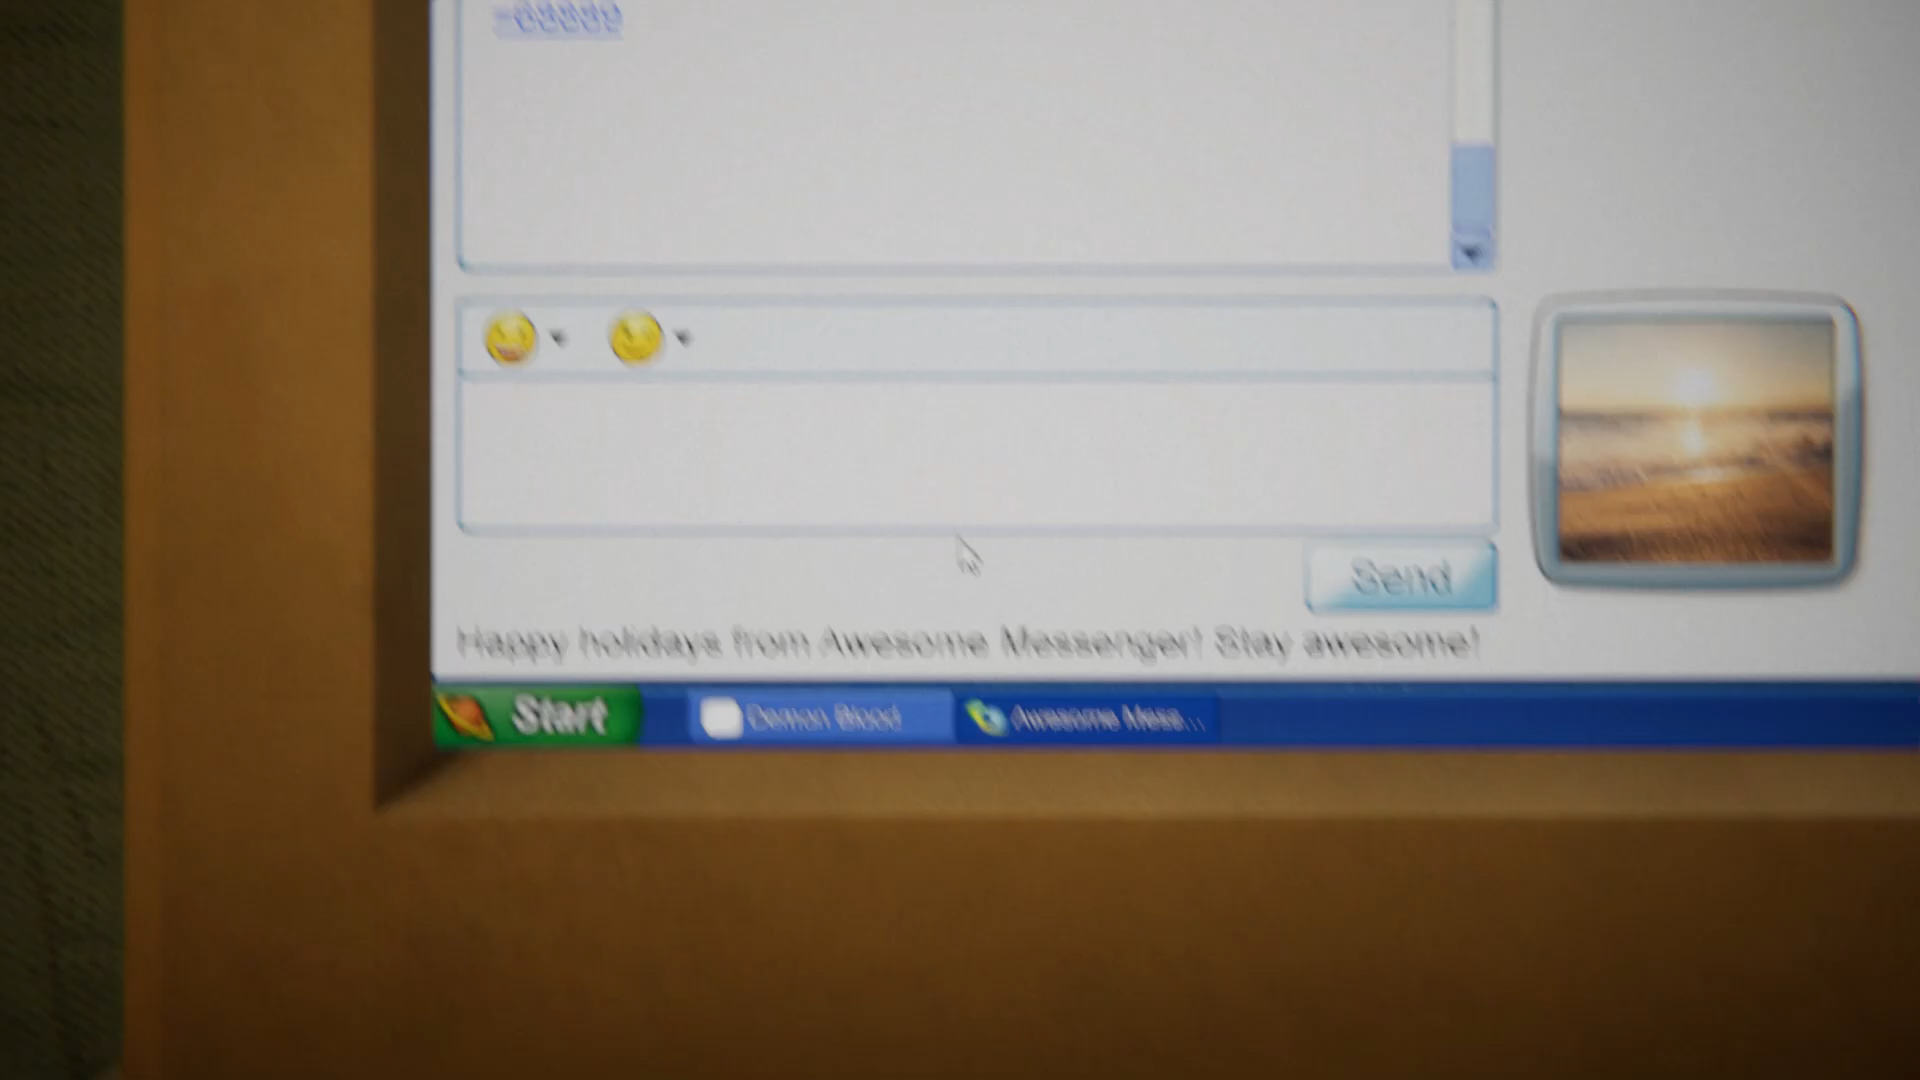 Send
Happy holidays from Awesome Messenger! Stay awesome!
Start
Demon Blood
Awesome Mess...